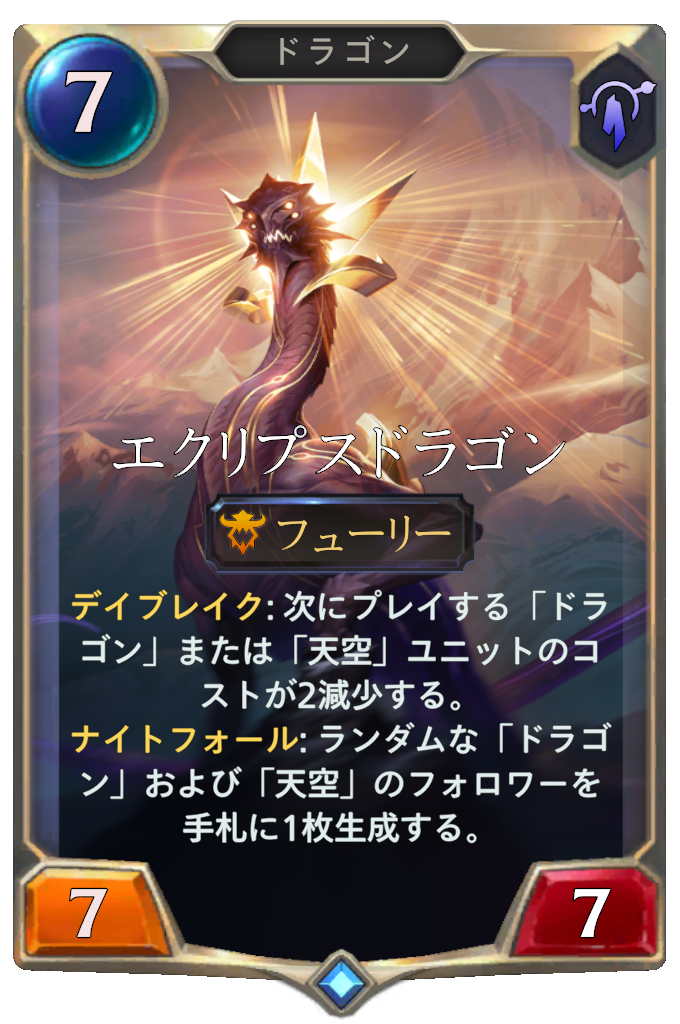 ドラゴン
7
エクリプスドラゴン
フューリー
デイブレイク: 次にプレイする「ドラ
ゴン」または「天空」ユニットのコ
ストが2減少する。
ナイトフォール: ランダムな「ドラゴ
ン」および「天空」のフォロワーを
手札に1枚生成する。
7
7